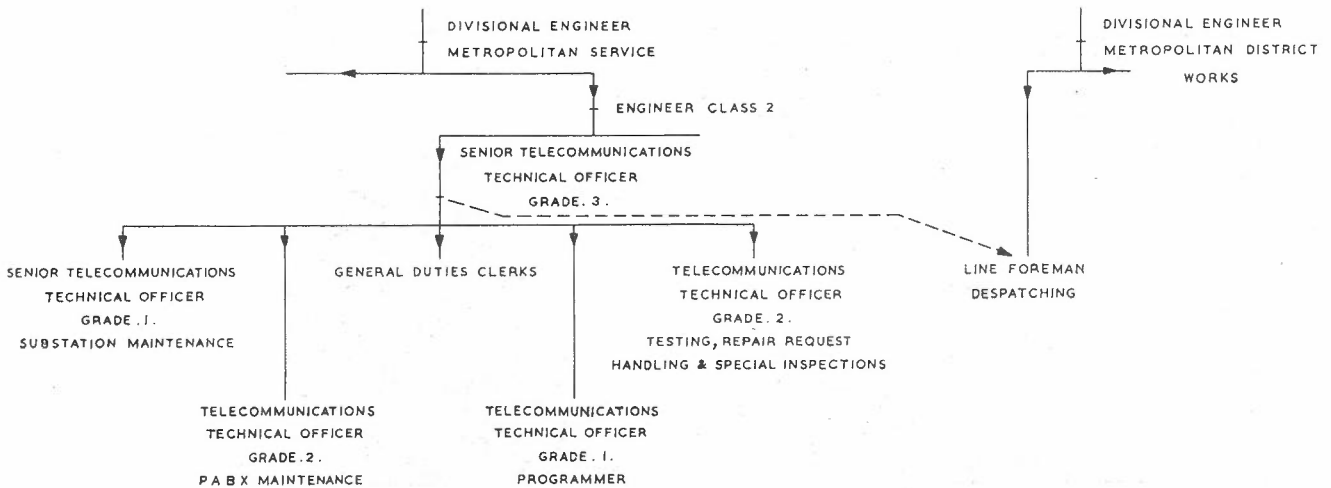 DIVISIONAL ENGINEER
METROPOLITAN SERVICE
DIVISIONAL ENGINEER
METROPOLITAN DISTRICT
WORKS
ENGINEER CLASS 2
SENIOR TELECOMMUNICATIONS
TECHNICAL OFFICER
GRADE. 3.
SENIOR TELECOMMUNICATIONS
TECHNICAL OFFICER
GRADE. 1.
SUBSTATION MAINTENANCE
GENERAL DUTIES CLERKS
TELECOMMUNICATIONS
TECHNICAL OFFICER
GRADE. 2.
TESTING, REPAIR REQUEST
HANDLING & SPECIAL INSPECTIONS
LINE FOREMAN
DESPATCHING
TELECOMMUNICATIONS
TECHNICAL OFFICER
GRADE. 2.
P A B X MAINTENANCE
TELECOMMUNICATIONS
TECHNICAL OFFICER
GRADE. 1.
PROGRAMMER